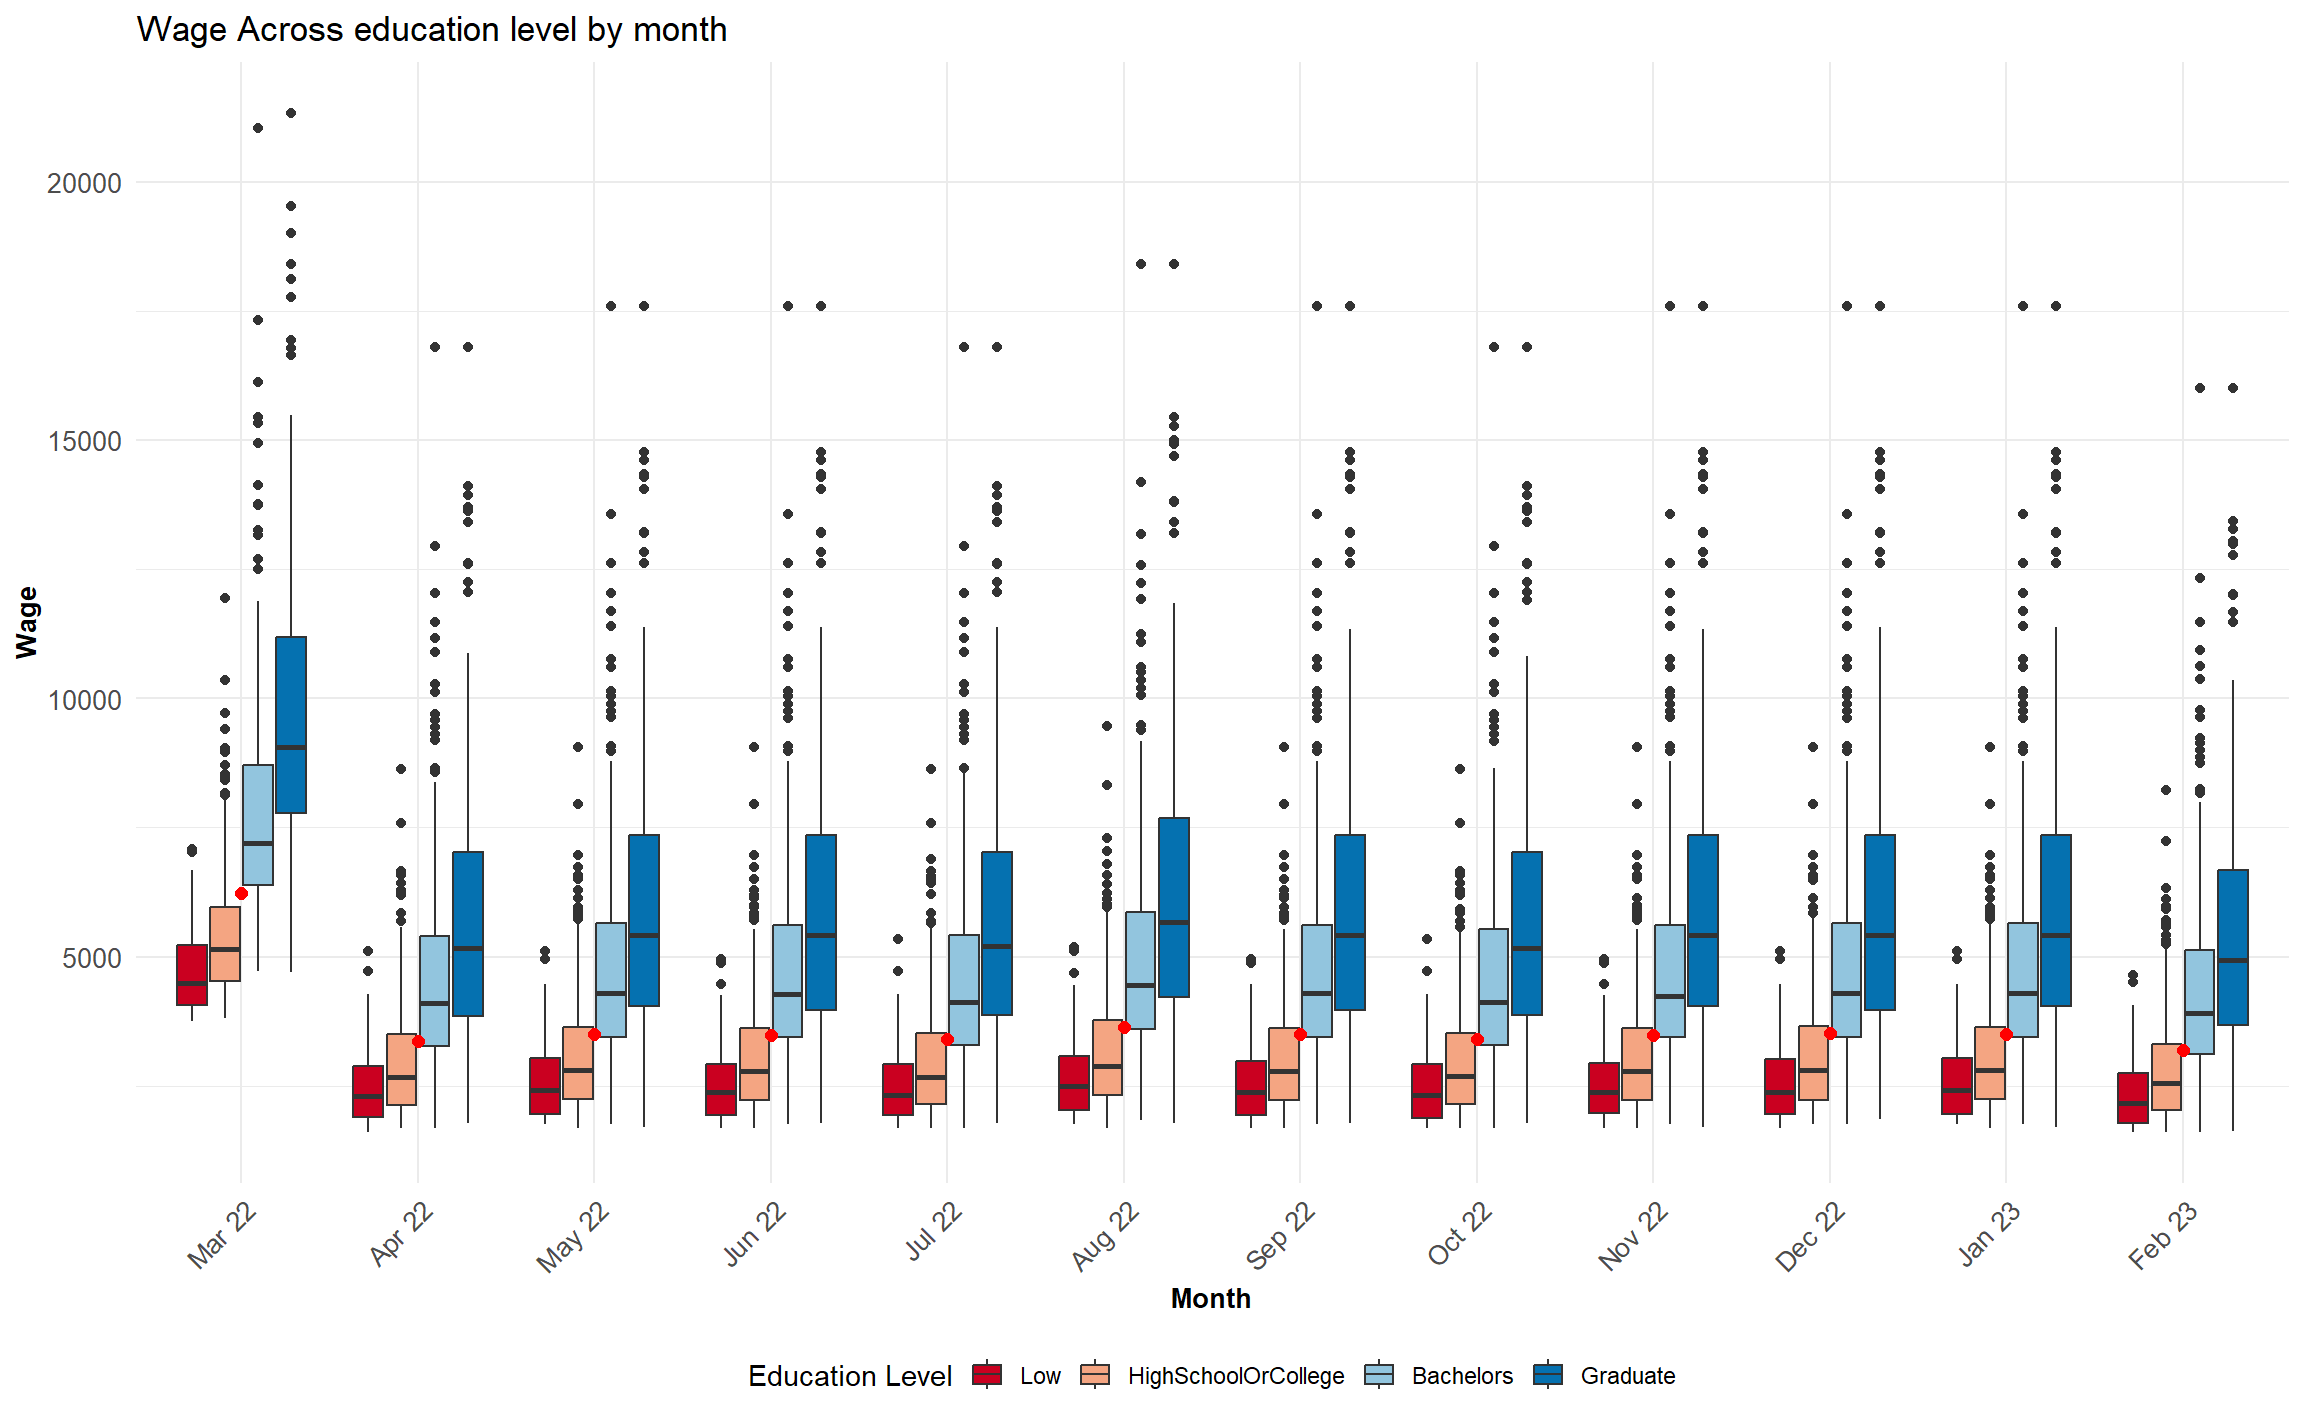 Wage Across education level by month
20000
15000
10000
5000
Wage
Mar 22
Apr 22
May 22
Jun 22
Jul 22
Aug 22
Sep 22
Oct 22
Nov 22
Dec 22
Jan 23
Feb 23
Month
Education Level Low HighSchoolOrCollege Bachelors Graduate